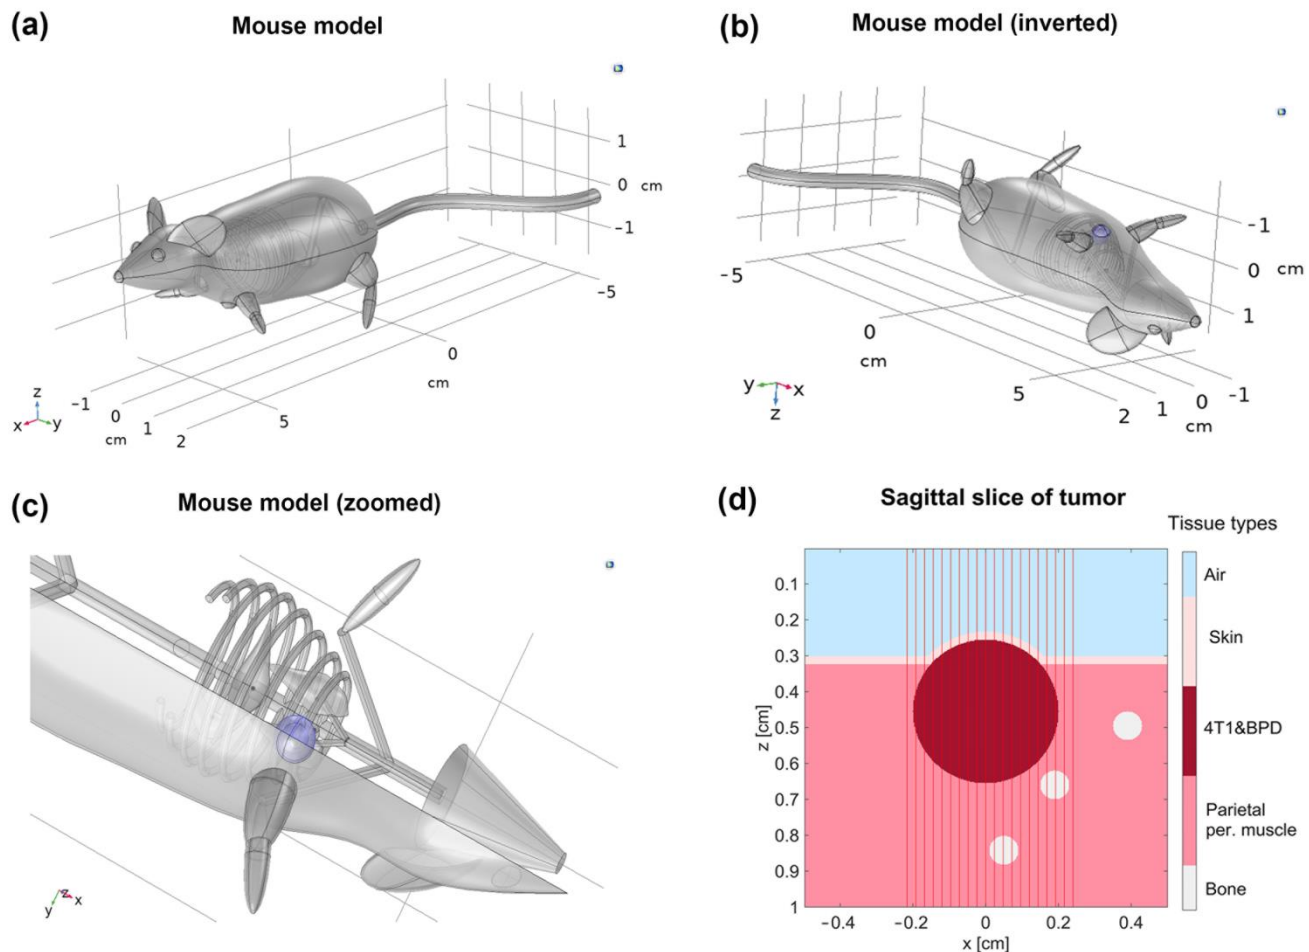 (a)
Mouse model
1
0 cm
−1
−5
0
cm
5
−1
0
cm
1
2
z
x y
(b)
Mouse model (inverted)
−1
0
cm
1
−5
0
5
−1
0
cm
1
2
y x
z
(c)
Mouse model (zoomed)
z
x
y
(d)
Sagittal slice of tumor
Tissue types
Air
Skin
4T1&BPD
Parietal
per. muscle
Bone
0.1
0.2
0.3
0.4
0.5
0.6
0.7
0.8
0.9
1
z [cm]
−0.4 −0.2 0 0.2 0.4
x [cm]